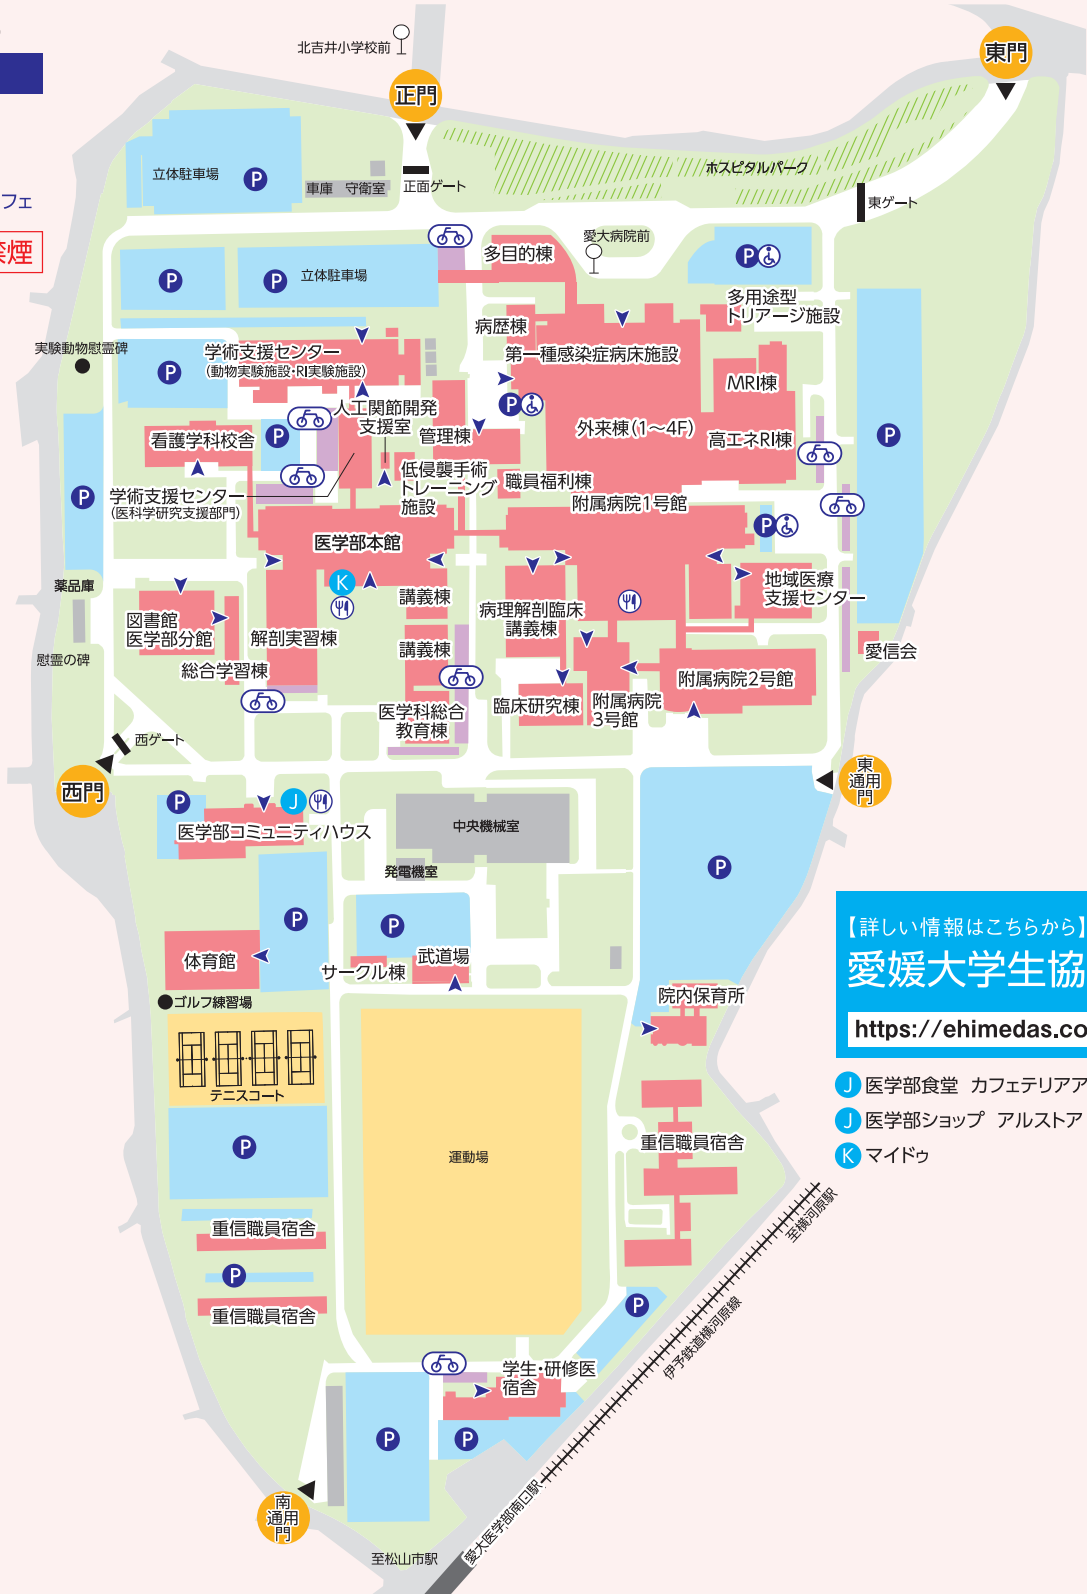 北吉井小学校前
正門
東門
フェ
禁煙
立体駐車場
P
車庫 守衛室
正面ゲート
ホスピタルパーク
東ゲート
P
P
立体駐車場
多目的棟
愛大病院前
P
多用途型
トリアージ施設
病歴棟
第一種感染症病床施設
実験動物慰霊碑
学術支援センター
(動物実験施設・RI実験施設)
P
MRI棟
人工関節開発
支援室
P
管理棟
外来棟(1〜4F)
高エネRI棟
P
看護学科校舎
P
低侵襲手術
トレーニング
施設
職員福利棟
P
学術支援センター
(医科学研究支援部門)
附属病院1号館
P
医学部本館
薬品庫
K
地域医療
支援センター
図書館
医学部分館
講義棟
病理解剖臨床
講義棟
解剖実習棟
講義棟
慰霊の碑
総合学習棟
愛信会
附属病院2号館
臨床研究棟
附属病院
3号館
医学科総合
教育棟
西ゲート
西門
東
通用
門
P
J
医学部コミュニティハウス
中央機械室
発電機室
P
P
P
体育館
サークル棟
武道場
【詳しい情報はこちらから】
愛媛大学生協
https://ehimedas.co
ゴルフ練習場
院内保育所
テニスコート
J 医学部食堂 カフェテリアア
J 医学部ショップ アルストア
K マイドゥ
P
運動場
重信職員宿舎
至横河原駅
重信職員宿舎
P
重信職員宿舎
P
伊予鉄道横河原線
学生・研修医
宿舎
P
P
南
通用
門
愛大医学部南口駅
至松山市駅